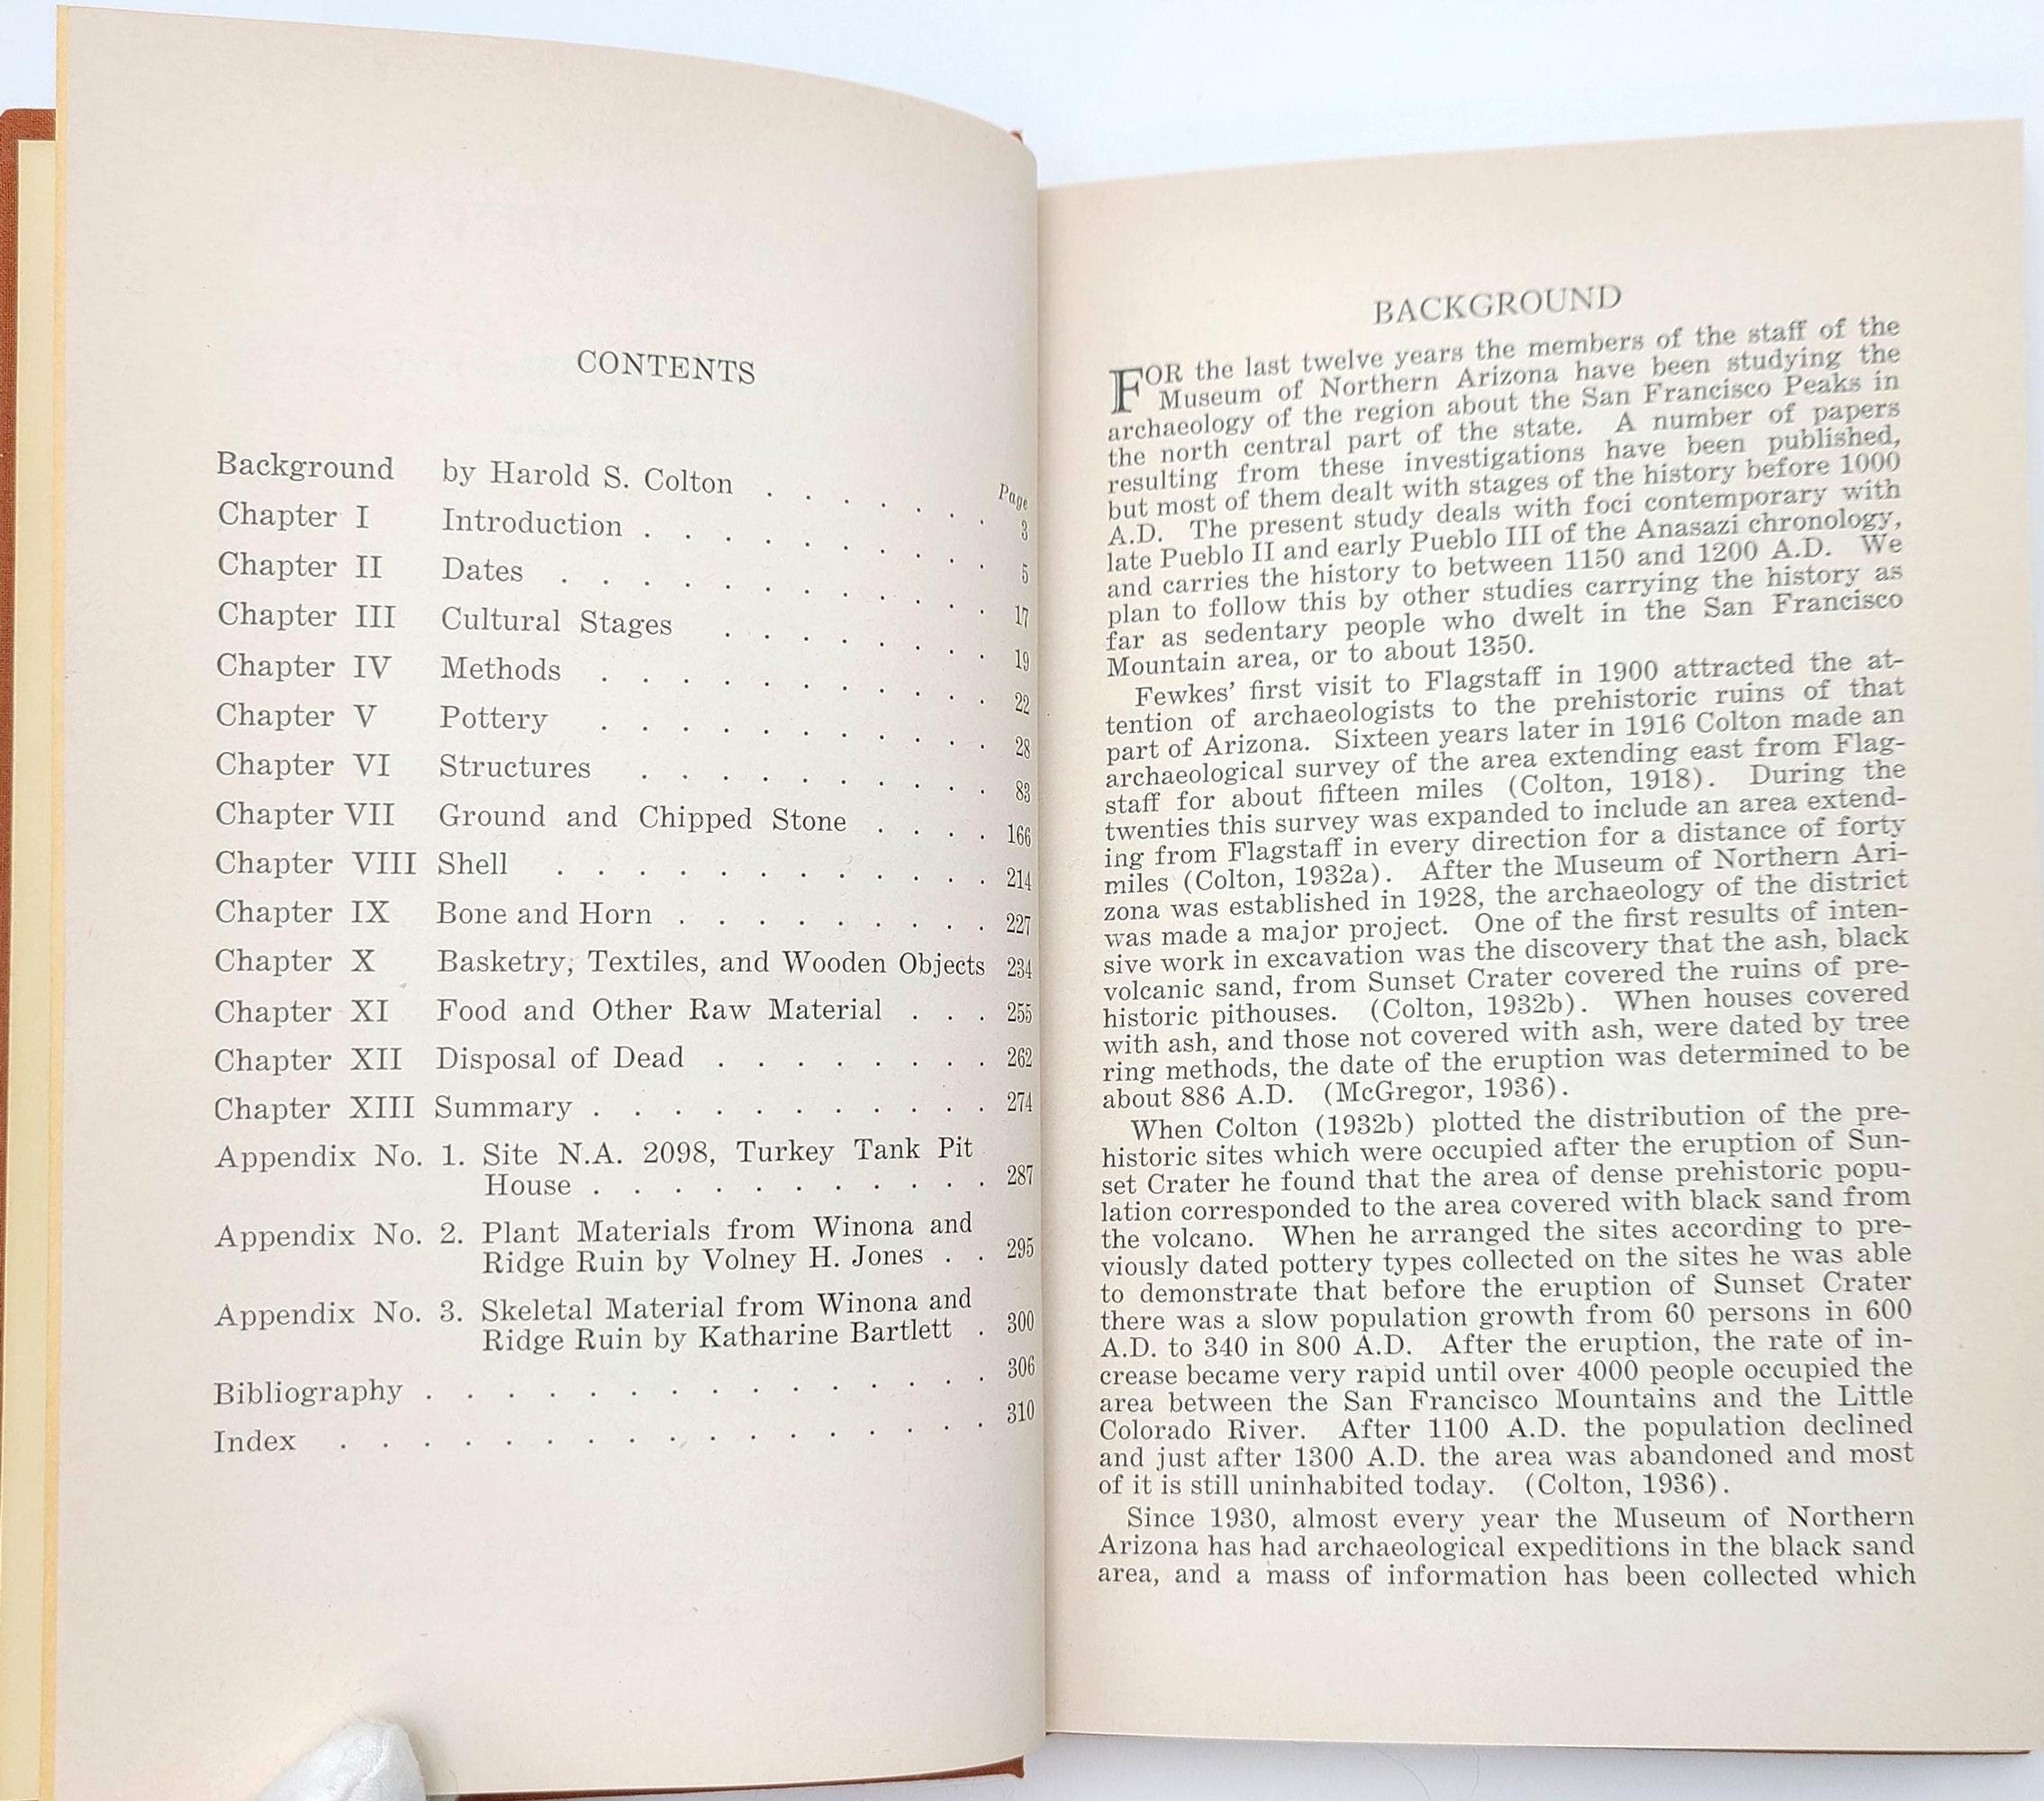 CONTENTS
Page
Background by Harold S. Colton . . . . . . 3
Chapter I Introduction . . . . . . . . . 5
Chapter II Dates . . . . . . . . . . . 17
Chapter III Cultural Stages . . . . . . . 19
Chapter IV Methods . . . . . . . . . . 22
Chapter V Pottery . . . . . . . . . . 28
Chapter VI Structures . . . . . . . . . 83
Chapter VII Ground and Chipped Stone . . . . 166
Chapter VIII Shell . . . . . . . . . . . 214
Chapter IX Bone and Horn . . . . . . . . 227
Chapter X Basketry, Textiles, and Wooden Objects 234
Chapter XI Food and Other Raw Material . . . 255
Chapter XII Disposal of Dead . . . . . . . 262
Chapter XIII Summary . . . . . . . . . . 274
Appendix No. 1. Site N.A. 2098, Turkey Tank Pit
House . . . . . . . . . . 287
Appendix No. 2. Plant Materials from Winona and
Ridge Ruin by Volney H. Jones . . 295
Appendix No. 3. Skeletal Material from Winona and
Ridge Ruin by Katharine Bartlett . 300
Bibliography . . . . . . . . . . . . . . 306
Index . . . . . . . . . . . . . . . . 310
BACKGROUND
FOR the last twelve years the members of the staff of the
Museum of Northern Arizona have been studying the
archaeology of the region about the San Francisco Peaks in
the north central part of the state. A number of papers
resulting from these investigations have been published,
but most of them dealt with stages of the history before 1000
A.D. The present study deals with foci contemporary with
late Pueblo II and early Pueblo III of the Anasazi chronology,
and carries the history to between 1150 and 1200 A.D. We
plan to follow this by other studies carrying the history as
far as sedentary people who dwelt in the San Francisco
Mountain area, or to about 1350.
Fewkes' first visit to Flagstaff in 1900 attracted the at-
tention of archaeologists to the prehistoric ruins of that
part of Arizona. Sixteen years later in 1916 Colton made an
archaeological survey of the area extending east from Flag-
staff for about fifteen miles (Colton, 1918). During the
twenties this survey was expanded to include an area extend-
ing from Flagstaff in every direction for a distance of forty
miles (Colton, 1932a). After the Museum of Northern Ari-
zona was established in 1928, the archaeology of the district
was made a major project. One of the first results of inten-
sive work in excavation was the discovery that the ash, black
volcanic sand, from Sunset Crater covered the ruins of pre-
historic pithouses. (Colton, 1932b). When houses covered
with ash, and those not covered with ash, were dated by tree
ring methods, the date of the eruption was determined to be
about 886 A.D. (McGregor, 1936).
When Colton (1932b) plotted the distribution of the pre-
historic sites which were occupied after the eruption of Sun-
set Crater he found that the area of dense prehistoric popu-
lation corresponded to the area covered with black sand from
the volcano. When he arranged the sites according to pre-
viously dated pottery types collected on the sites he was able
to demonstrate that before the eruption of Sunset Crater
there was a slow population growth from 60 persons in 600
A.D. to 340 in 800 A.D. After the eruption, the rate of in-
crease became very rapid until over 4000 people occupied the
area between the San Francisco Mountains and the Little
Colorado River. After 1100 A.D. the population declined
and just after 1300 A.D. the area was abandoned and most
of it is still uninhabited today. (Colton, 1936).
Since 1930, almost every year the Museum of Northern
Arizona has had archaeological expeditions in the black sand
area, and a mass of information has been collected which